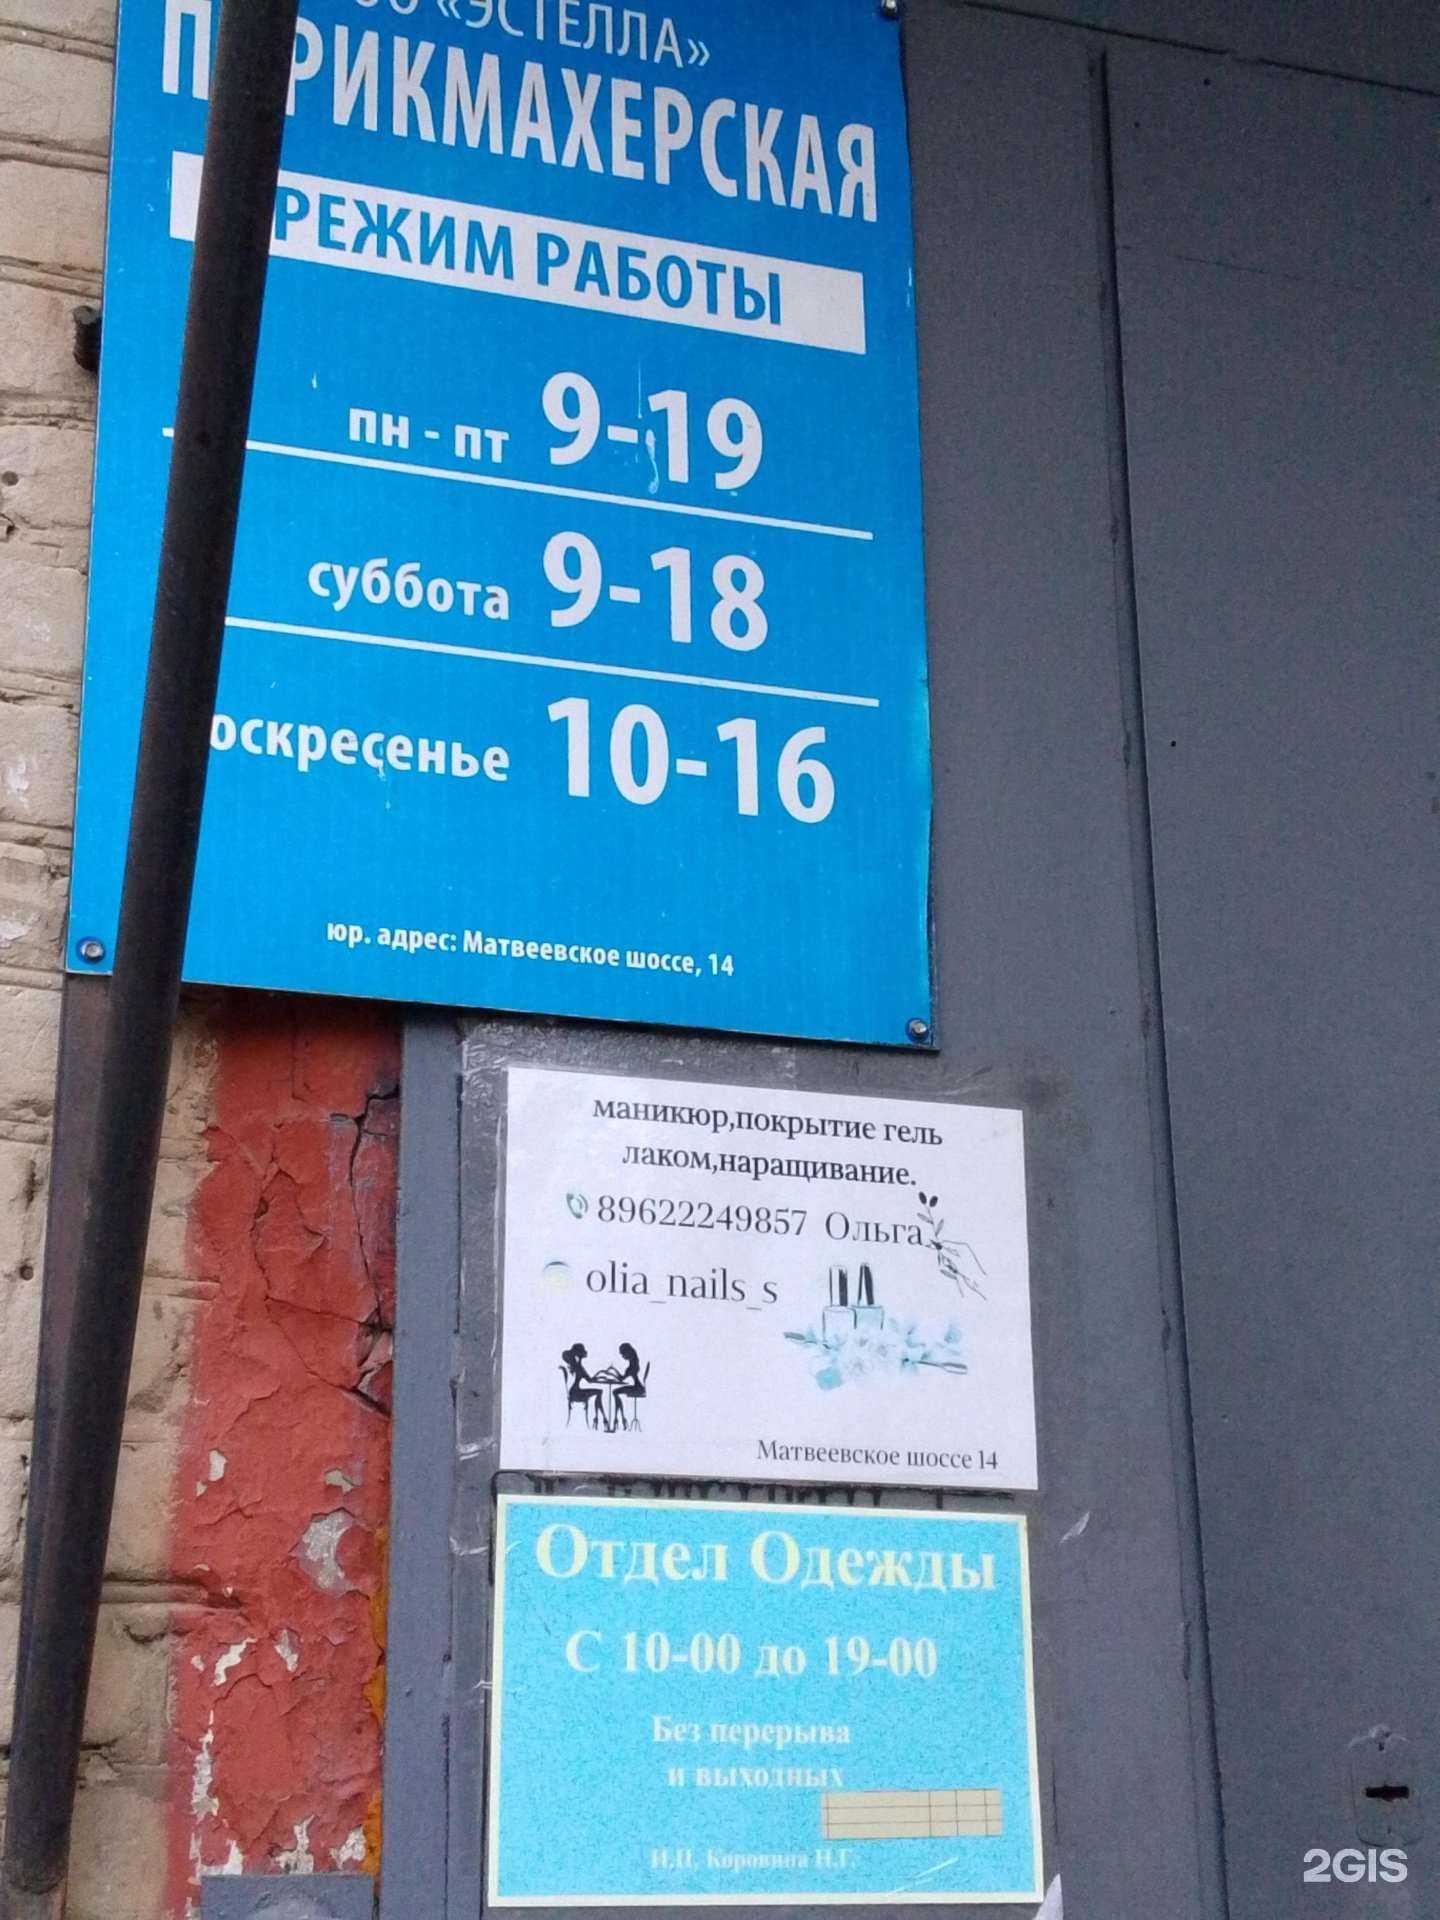 «ЭСТЕЛЛА»
П РИКМАХЕРСКАЯ
РЕЖИМ РАБОТЫ
пн - пт 9-19
суббота 9-18
оскресенье 10-16
юр. адрес: Матвеевское шоссе, 14
маникюр,покрытие гель
лаком,наращивание.
89622249857 Ольга
olia_nails_s
Матвеевское шоссе 14
Отдел Одежды
С 10-00 до 19-00
Без перерыва
и выходных
И.П. Коровина Н.Г.
2GIS